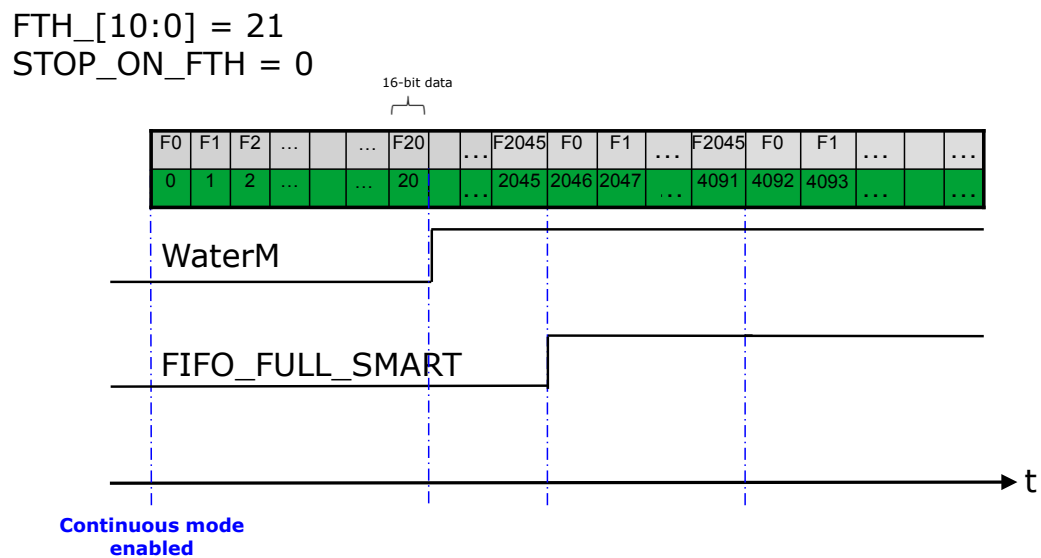 FTH_[10:0] = 21
STOP_ON_FTH = 0
16-bit data
F0 F1 F2 ... ... F20 ... F2045 F0 F1 ... F2045 F0 F1 ... ...
0 1 2 ... ... 20 ... 2045 2046 2047 ... 4091 4092 4093 ... ...
WaterM
FIFO_FULL_SMART
t
Continuous mode
enabled